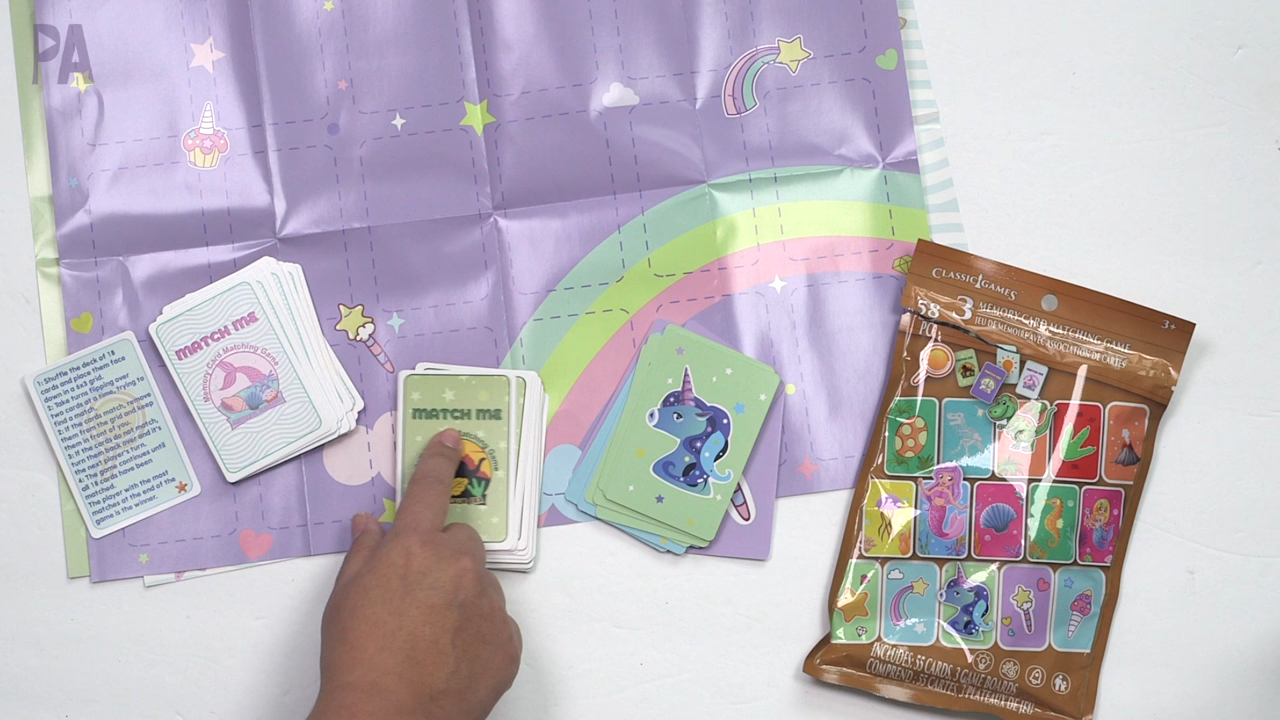 PA
1: Shuffle the deck of 18
cards and place them face
down in a 6x3 grid.
2: Take turns flipping over
two cards at a time, trying to
find a match.
2: If the cards match, remove
them from the grid and keep
them in front of you.
3: If the cards do not match,
turn them back over and it's
the next player's turn.
4: The game continues until
all 18 cards have been
matched.
The player with the most
matches at the end of the
game is the winner.
MATCH ME
Memory Card Matching Game
MATCH ME
Matching Game
CLASSIC GAMES
58
PC
3 MEMORY CARD MATCHING GAME
JEU DE MÉMOIRE AVEC ASSOCIATION DE CARTES
3+
INCLUDES: 55 CARDS, 3 GAME BOARDS
COMPREND : 55 CARTES, 3 PLATEAUX DE JEU